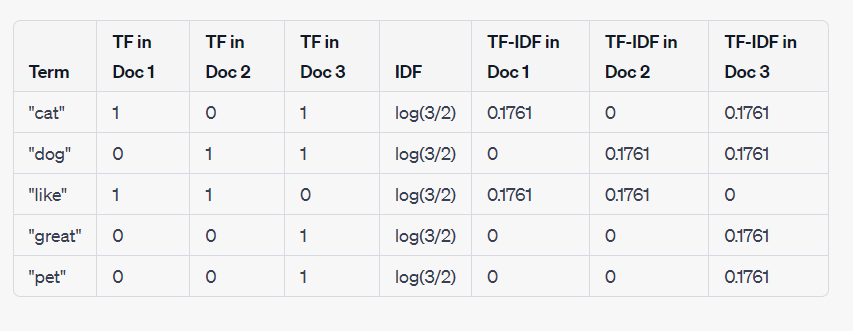 Term TF in Doc 1 TF in Doc 2 TF in Doc 3 IDF TF-IDF in Doc 1 TF-IDF in Doc 2 TF-IDF in Doc 3
"cat" 1 0 1 log(3/2) 0.1761 0 0.1761
"dog" 0 1 1 log(3/2) 0 0.1761 0.1761
"like" 1 1 0 log(3/2) 0.1761 0.1761 0
"great" 0 0 1 log(3/2) 0 0 0.1761
"pet" 0 0 1 log(3/2) 0 0 0.1761